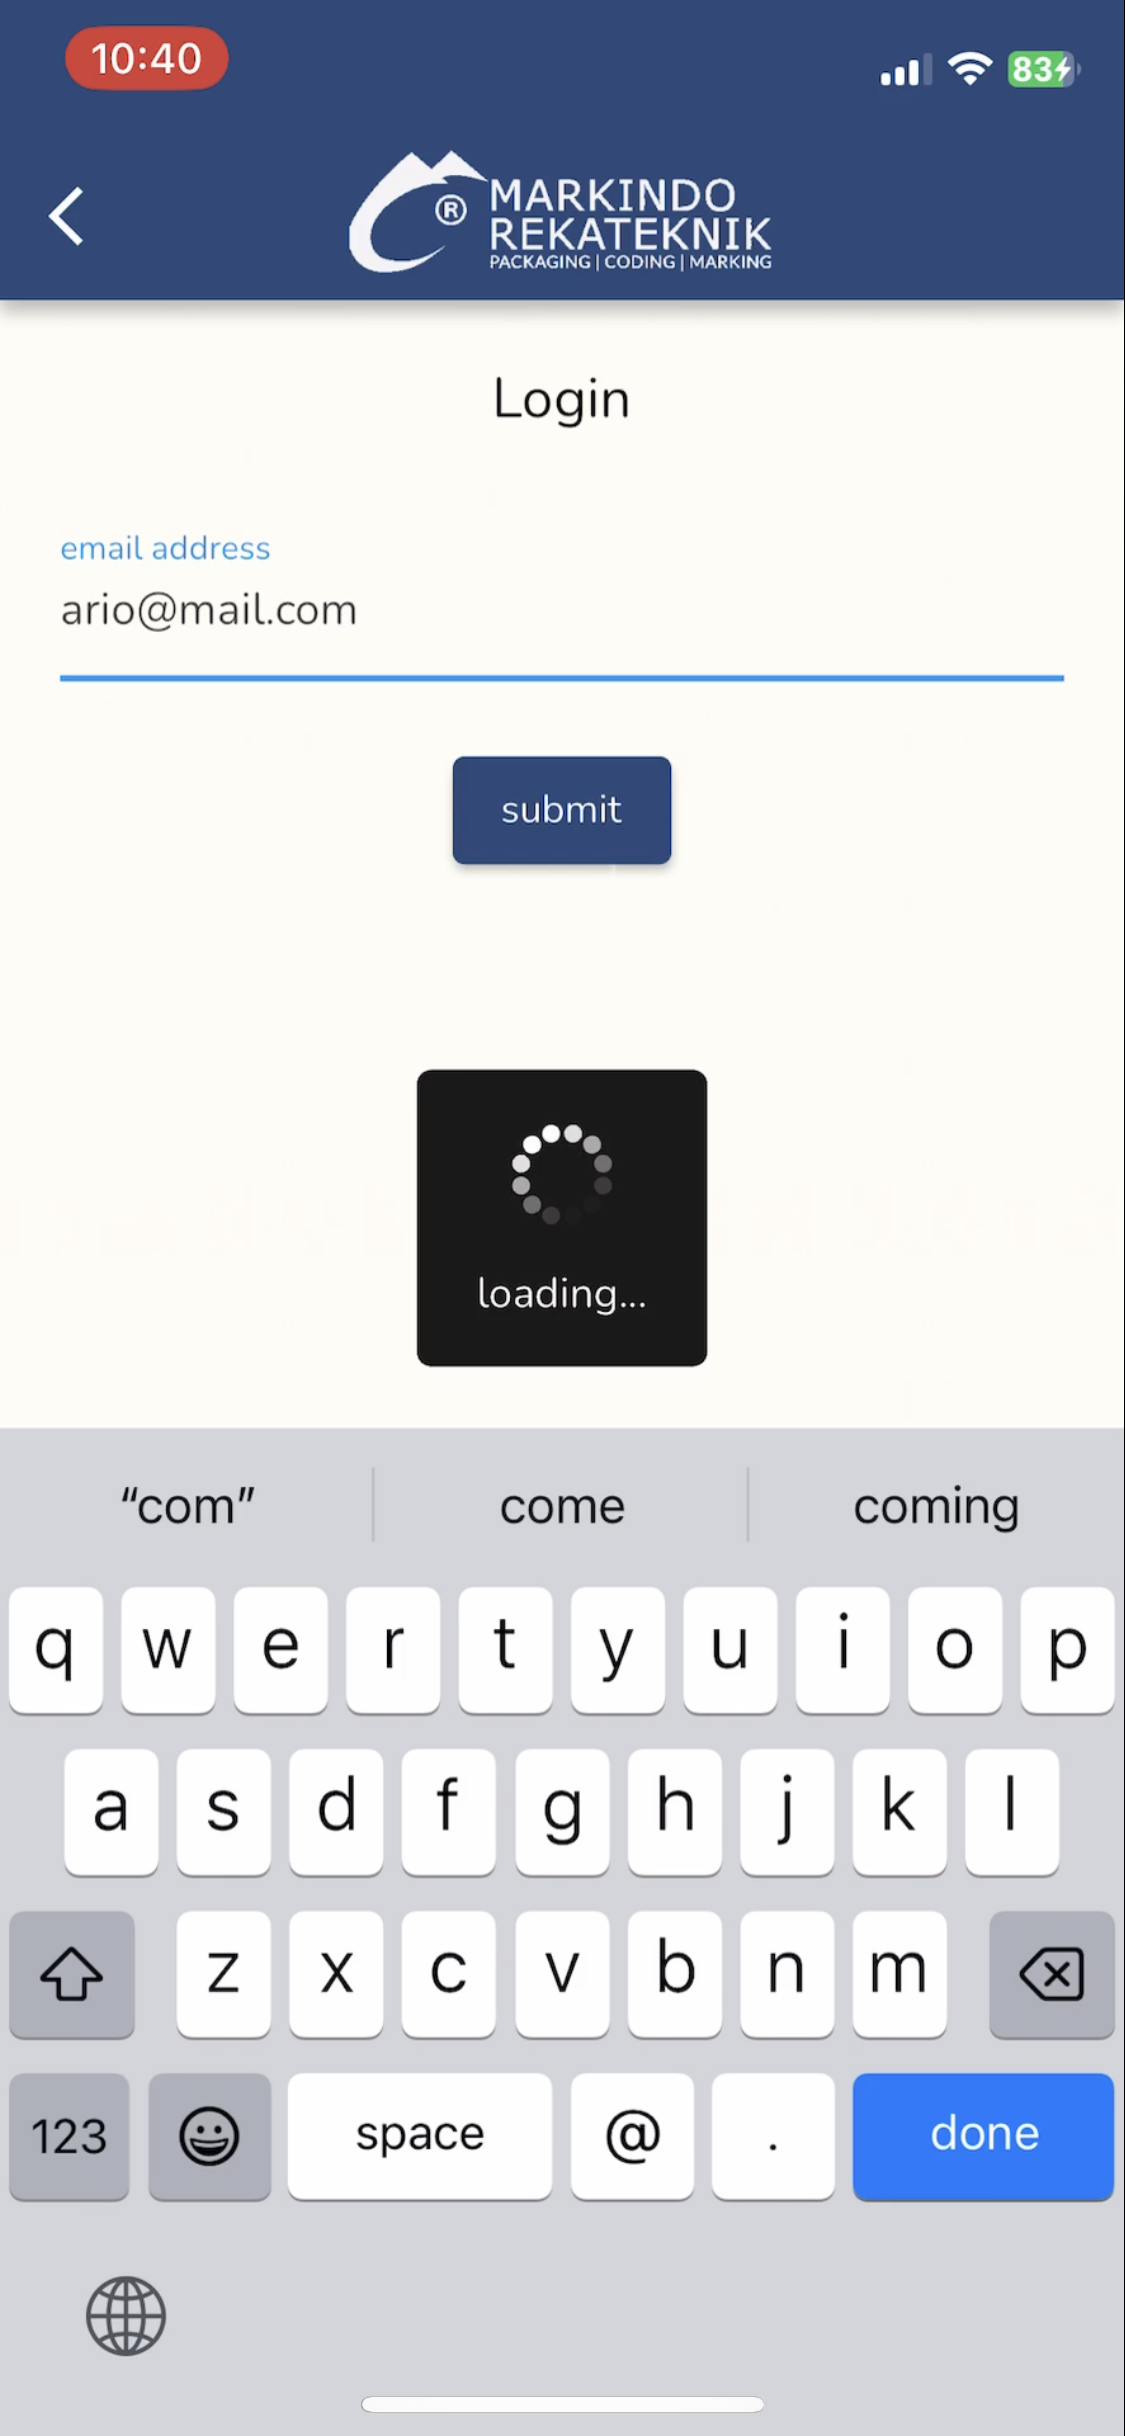 10:40
83
® MARKINDO
REKATEKNIK
PACKAGING | CODING | MARKING
Login
email address
ario@mail.com
submit
loading...
“com” come coming
q w e r t y u i o p
a s d f g h j k l
z x c v b n m
123 space @ . done